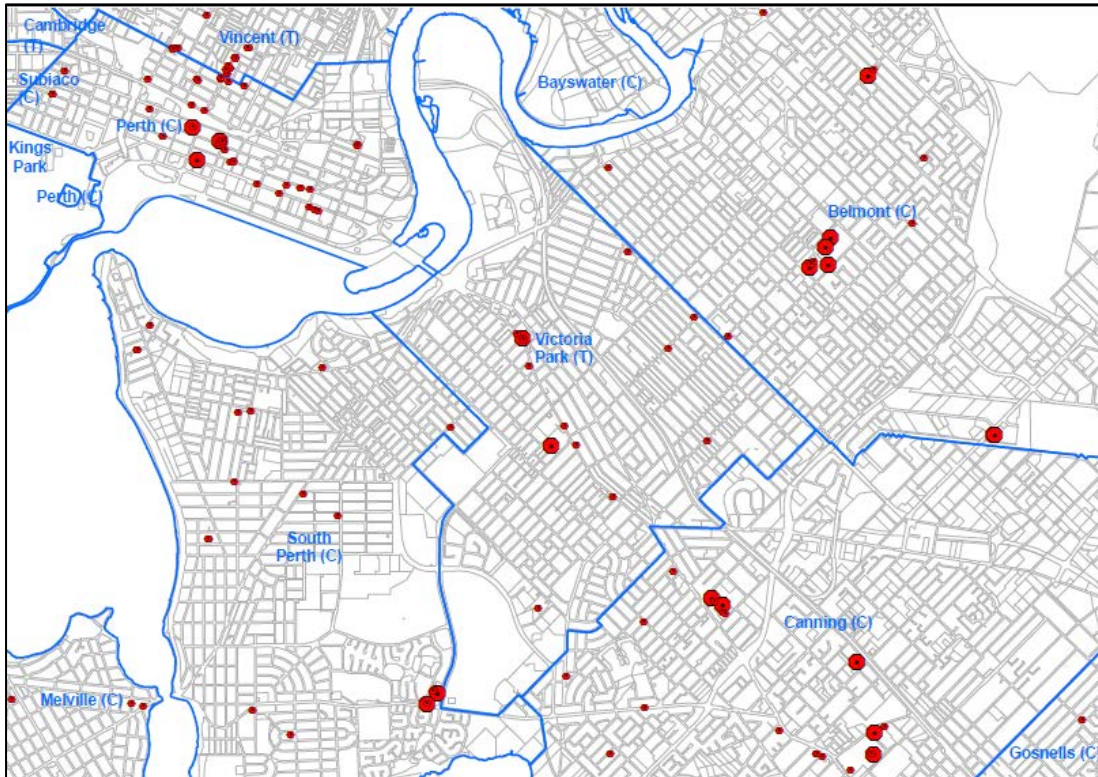 Cambridge
(T)
Vincent (T)
Subiaco
(C)
Bayswater (C)
Perth (C)
Kings
Park
Perth (C)
Belmont (C)
Victoria
Park (T)
South
Perth (C)
Canning (C)
Melville (C)
Gosnells (C)